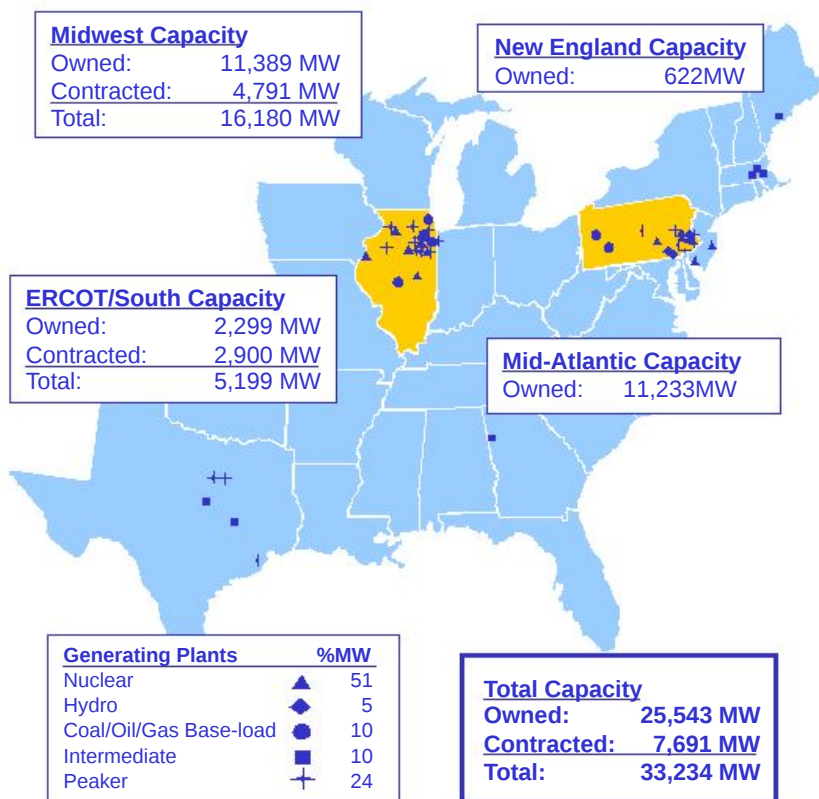 Midwest Capacity
Owned: 11,389 MW
Contracted: 4,791 MW
Total: 16,180 MW
New England Capacity
Owned: 622MW
ERCOT/South Capacity
Owned: 2,299 MW
Contracted: 2,900 MW
Total: 5,199 MW
Mid-Atlantic Capacity
Owned: 11,233MW
Generating Plants %MW
Nuclear 51
Hydro 5
Coal/Oil/Gas Base-load 10
Intermediate 10
Peaker 24
Total Capacity
Owned: 25,543 MW
Contracted: 7,691 MW
Total: 33,234 MW